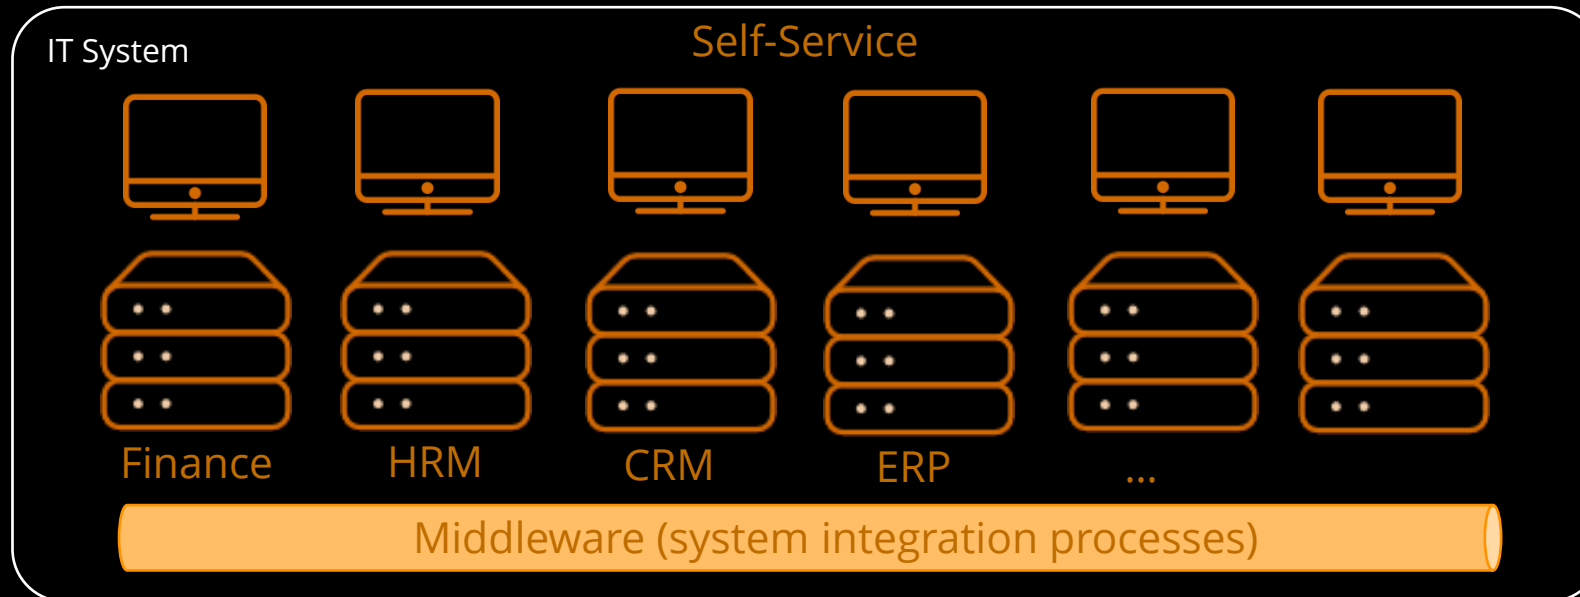 IT System
Self-Service
Finance
HRM
CRM
ERP
...
Middleware (system integration processes)